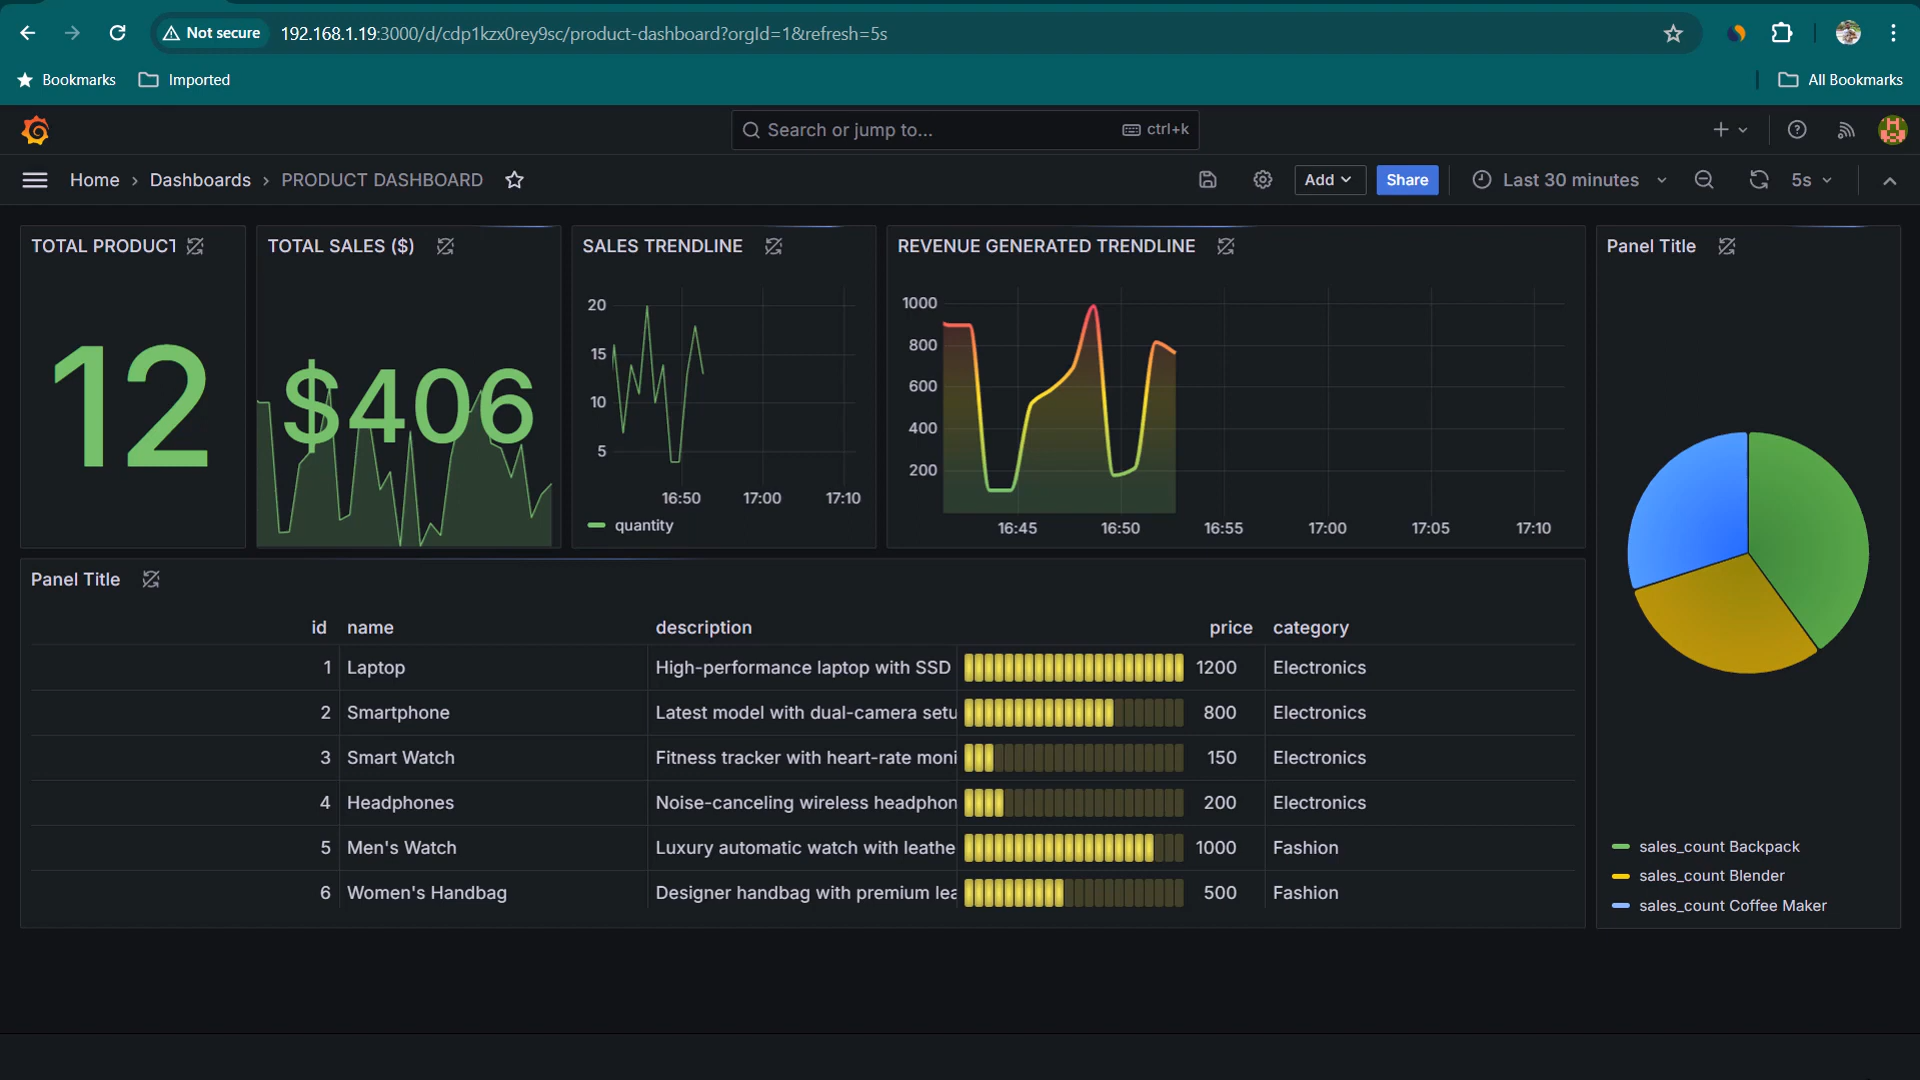 Not secure
192.168.1.19:3000/d/cdp1kzx0rey9sc/product-dashboard?orgId=1&refresh=5s
Bookmarks
Imported
All Bookmarks
Search or jump to...
ctrl+k
Home › Dashboards › PRODUCT DASHBOARD
Add
Share
Last 30 minutes
5s
TOTAL PRODUCT
12
TOTAL SALES ($)
$406
SALES TRENDLINE
20
15
10
5
16:50 17:00 17:10
quantity
REVENUE GENERATED TRENDLINE
1000
800
600
400
200
16:45 16:50 16:55 17:00 17:05 17:10
Panel Title
sales_count Backpack
sales_count Blender
sales_count Coffee Maker
Panel Title
id name description price category
1 Laptop High-performance laptop with SSD 1200 Electronics
2 Smartphone Latest model with dual-camera setu 800 Electronics
3 Smart Watch Fitness tracker with heart-rate moni 150 Electronics
4 Headphones Noise-canceling wireless headphon 200 Electronics
5 Men's Watch Luxury automatic watch with leathe 1000 Fashion
6 Women's Handbag Designer handbag with premium lea 500 Fashion